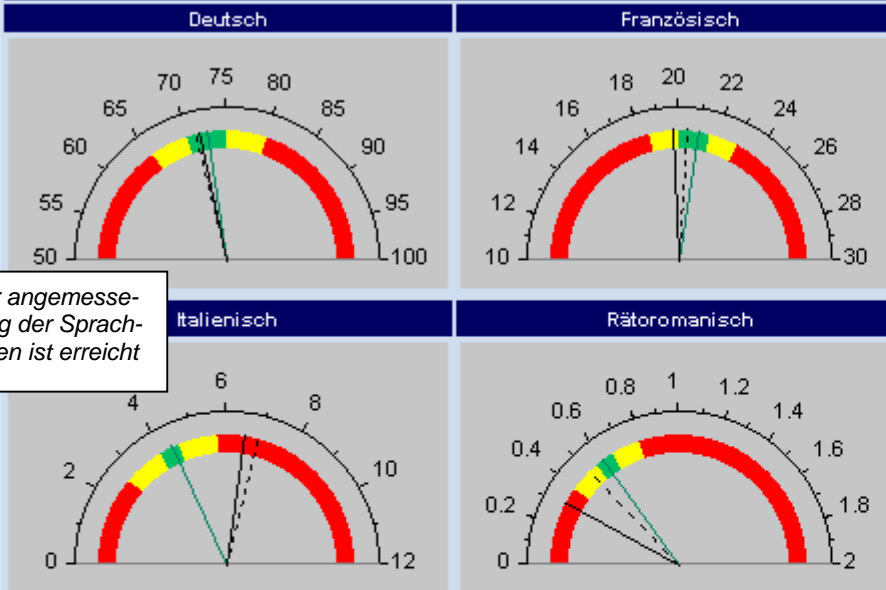 Deutsch
50 55 60 65 70 75 80 85 90 95 100
Französisch
10 12 14 16 18 20 22 24 26 28 30
angemesse-
g der Sprach-
en ist erreicht
Italienisch
0 2 4 6 8 10 12
Rätoromanisch
0 0.2 0.4 0.6 0.8 1 1.2 1.4 1.6 1.8 2